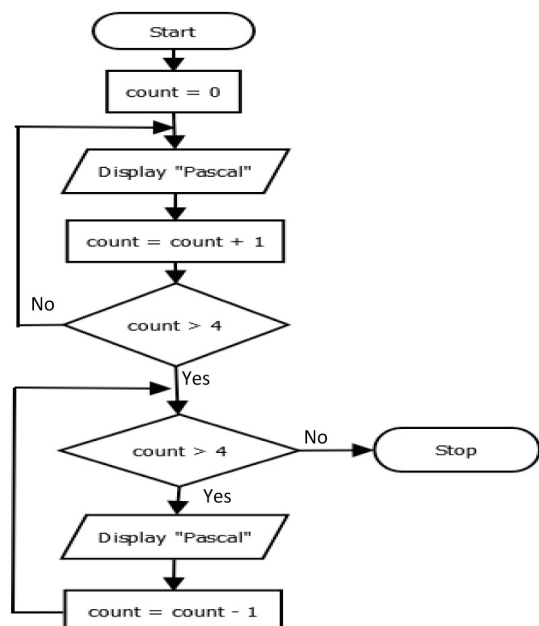 Start
count = 0
Display "Pascal"
count = count + 1
No
count > 4
Yes
count > 4
No
Stop
Yes
Display "Pascal"
count = count - 1